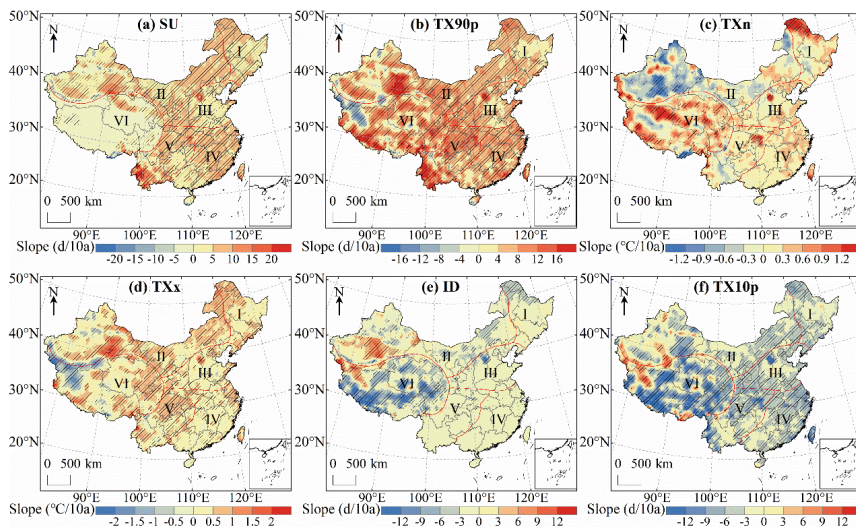 50°N
(a) SU
(b) TX90p
(c) TXn
N
N
N
I
I
I
40°N
40°N
40°N
II
II
II
III
III
III
30°N
VI
30°N
VI
30°N
VI
V
IV
V
IV
V
IV
20°N
20°N
20°N
0 500 km
0 500 km
0 500 km
90°E 100°E 110°E 120°E
90°E 100°E 110°E 120°E
90°E 100°E 110°E 120°E
Slope (d/10a) -20 -15 -10 -5 0 5 10 15 20
Slope (d/10a) -16 -12 -8 -4 0 4 8 12 16
Slope (°C/10a) -1.2 -0.9 -0.6 -0.3 0 0.3 0.6 0.9 1.2
50°N
(d) TXx
50°N
(e) ID
50°N
(f) TX10p
N
N
N
I
I
I
40°N
40°N
40°N
II
II
II
III
III
III
30°N
VI
30°N
VI
30°N
VI
V
IV
V
IV
V
IV
20°N
20°N
20°N
0 500 km
0 500 km
0 500 km
90°E 100°E 110°E 120°E
90°E 100°E 110°E 120°E
90°E 100°E 110°E 120°E
Slope (°C/10a) -2 -1.5 -1 -0.5 0 0.5 1 1.5 2
Slope (d/10a) -12 -9 -6 -3 0 3 6 9 12
Slope (d/10a) -12 -9 -6 -3 0 3 6 9 12